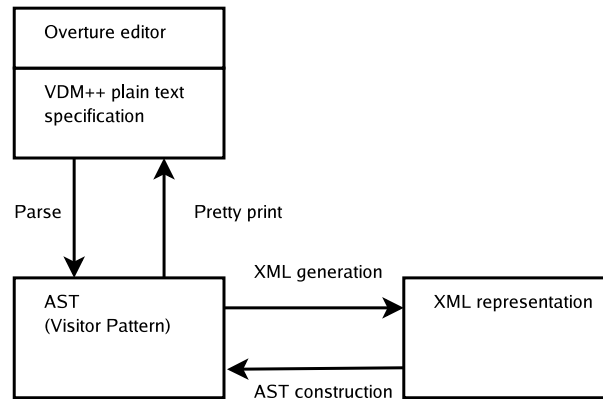 Overture editor
VDM++ plain text
specification
Parse
Pretty print
XML generation
AST
(Visitor Pattern)
XML representation
AST construction